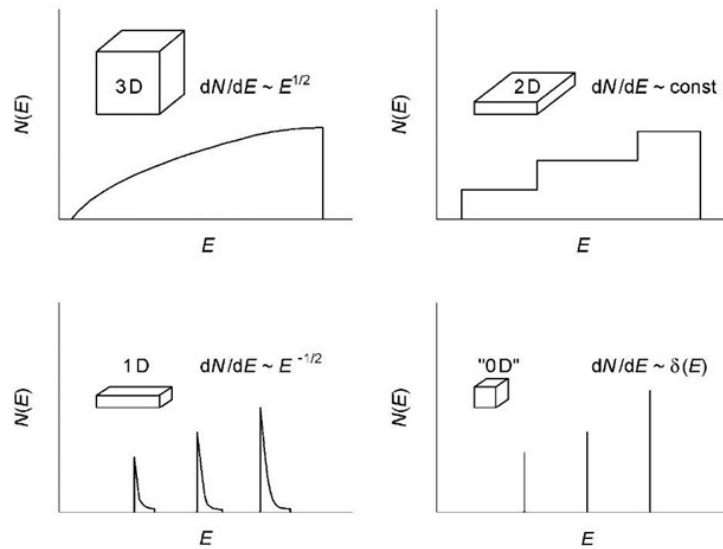 3D dN/dE ~ E^1/2
N(E)
E
2D dN/dE ~ const
N(E)
E
1D dN/dE ~ E^-1/2
N(E)
E
"0D" dN/dE ~ δ(E)
N(E)
E